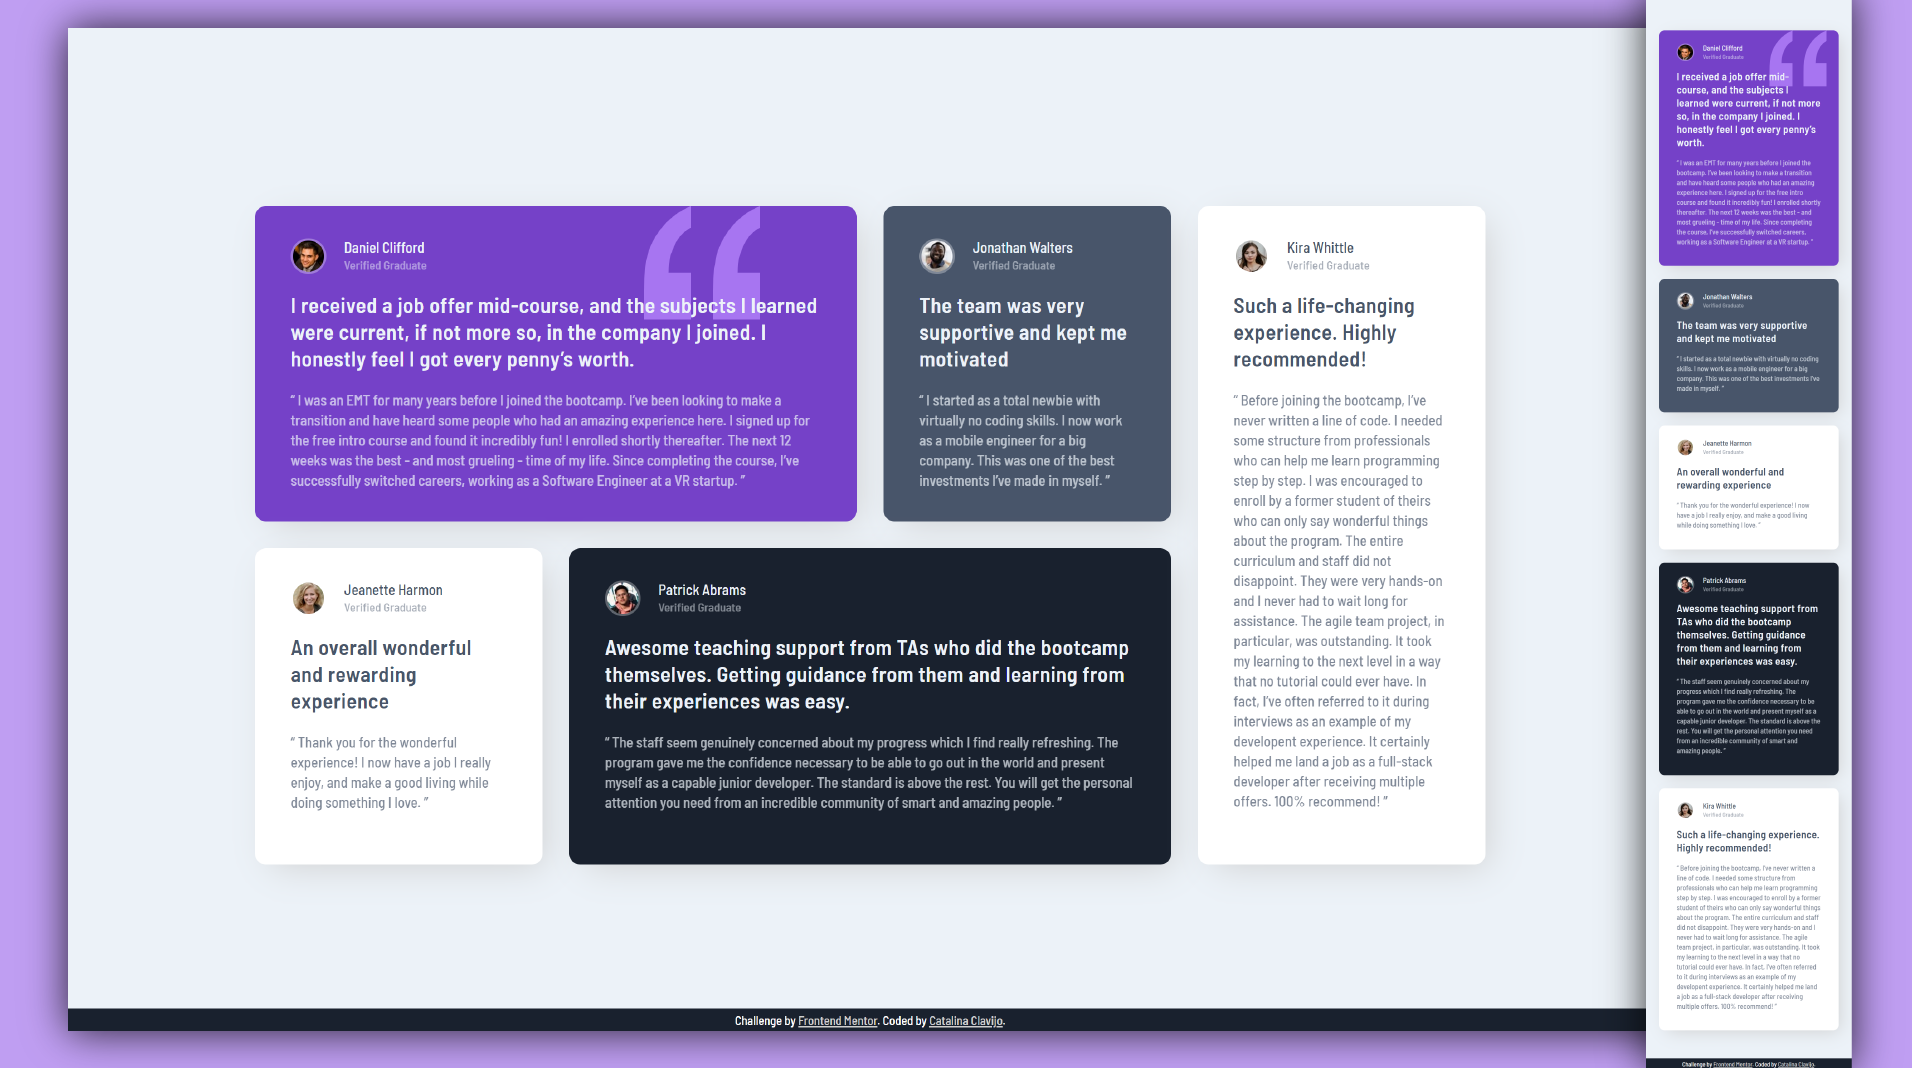 Daniel Clifford
Verified Graduate
I received a job offer mid-course, and the subjects I learned
were current, if not more so, in the company I joined. I
honestly feel I got every penny’s worth.
“ I was an EMT for many years before I joined the bootcamp. I’ve been looking to make a
transition and have heard some people who had an amazing experience here. I signed up for
the free intro course and found it incredibly fun! I enrolled shortly thereafter. The next 12
weeks was the best - and most grueling - time of my life. Since completing the course, I’ve
successfully switched careers, working as a Software Engineer at a VR startup. ”
Jonathan Walters
Verified Graduate
The team was very
supportive and kept me
motivated
“ I started as a total newbie with
virtually no coding skills. I now work
as a mobile engineer for a big
company. This was one of the best
investments I’ve made in myself. ”
Kira Whittle
Verified Graduate
Such a life-changing
experience. Highly
recommended!
“ Before joining the bootcamp, I’ve
never written a line of code. I needed
some structure from professionals
who can help me learn programming
step by step. I was encouraged to
enroll by a former student of theirs
who can only say wonderful things
about the program. The entire
curriculum and staff did not
disappoint. They were very hands-on
and I never had to wait long for
assistance. The agile team project, in
particular, was outstanding. It took
my learning to the next level in a way
that no tutorial could ever have. In
fact, I’ve often referred to it during
interviews as an example of my
developent experience. It certainly
helped me land a job as a full-stack
developer after receiving multiple
offers. 100% recommend! ”
Jeanette Harmon
Verified Graduate
An overall wonderful
and rewarding
experience
“ Thank you for the wonderful
experience! I now have a job I really
enjoy, and make a good living while
doing something I love. ”
Patrick Abrams
Verified Graduate
Awesome teaching support from TAs who did the bootcamp
themselves. Getting guidance from them and learning from
their experiences was easy.
“ The staff seem genuinely concerned about my progress which I find really refreshing. The
program gave me the confidence necessary to be able to go out in the world and present
myself as a capable junior developer. The standard is above the rest. You will get the personal
attention you need from an incredible community of smart and amazing people. ”
Challenge by Frontend Mentor. Coded by Catalina Clavijo.
Daniel Clifford
Verified Graduate
I received a job offer mid-
course, and the subjects I
learned were current, if not more
so, in the company I joined. I
honestly feel I got every penny’s
worth.
“ I was an EMT for many years before I joined the
bootcamp. I’ve been looking to make a transition
and have heard some people who had an amazing
experience here. I signed up for the free intro
course and found it incredibly fun! I enrolled shortly
thereafter. The next 12 weeks was the best - and
most grueling - time of my life. Since completing
the course, I’ve successfully switched careers,
working as a Software Engineer at a VR startup. ”
Jonathan Walters
Verified Graduate
The team was very supportive
and kept me motivated
“ I started as a total newbie with virtually no coding
skills. I now work as a mobile engineer for a big
company. This was one of the best investments I’ve
made in myself. ”
Jeanette Harmon
Verified Graduate
An overall wonderful and
rewarding experience
“ Thank you for the wonderful experience! I now
have a job I really enjoy, and make a good living
while doing something I love. ”
Patrick Abrams
Verified Graduate
Awesome teaching support from
TAs who did the bootcamp
themselves. Getting guidance
from them and learning from
their experiences was easy.
“ The staff seem genuinely concerned about my
progress which I find really refreshing. The
program gave me the confidence necessary to be
able to go out in the world and present myself as a
capable junior developer. The standard is above the
rest. You will get the personal attention you need
from an incredible community of smart and
amazing people. ”
Kira Whittle
Verified Graduate
Such a life-changing experience.
Highly recommended!
“ Before joining the bootcamp, I’ve never written a
line of code. I needed some structure from
professionals who can help me learn programming
step by step. I was encouraged to enroll by a former
student of theirs who can only say wonderful things
about the program. The entire curriculum and staff
did not disappoint. They were very hands-on and I
never had to wait long for assistance. The agile
team project, in particular, was outstanding. It took
my learning to the next level in a way that no
tutorial could ever have. In fact, I’ve often referred
to it during interviews as an example of my
developent experience. It certainly helped me land
a job as a full-stack developer after receiving
multiple offers. 100% recommend! ”
Challenge by Frontend Mentor. Coded by Catalina Clavijo.